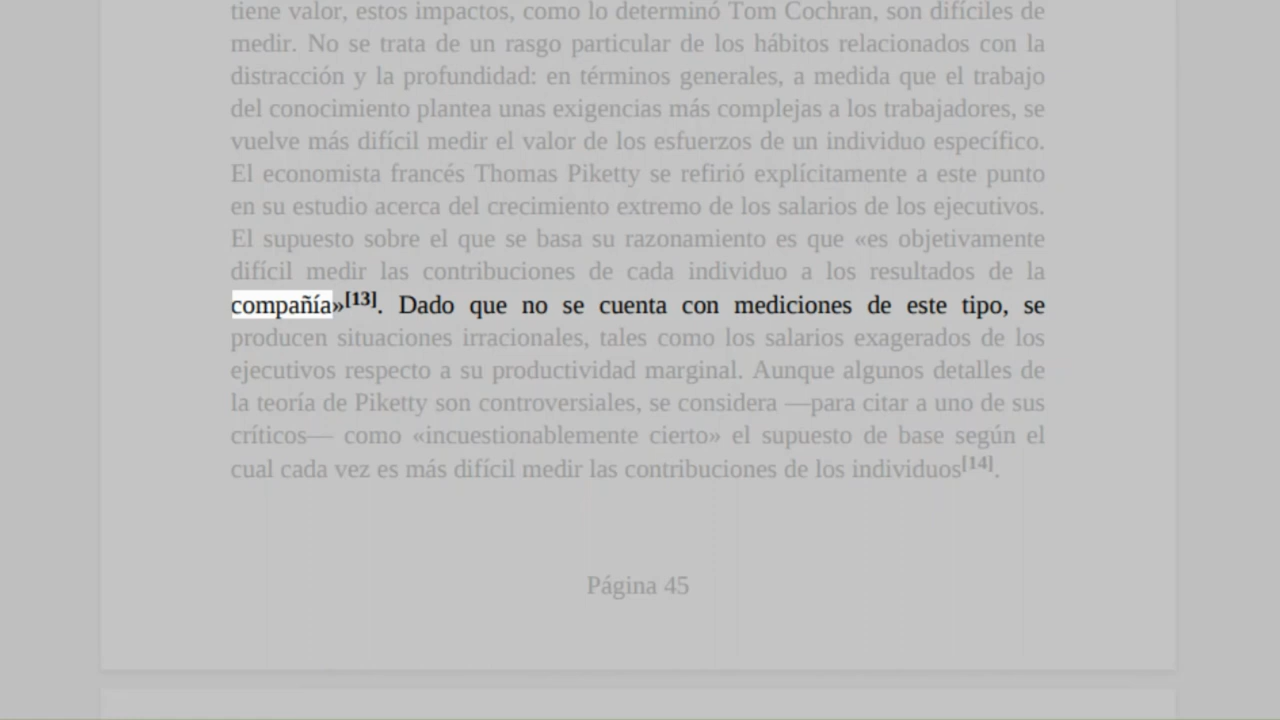 tiene valor, estos impactos, como lo determinó Tom Cochran, son difíciles de
medir. No se trata de un rasgo particular de los hábitos relacionados con la
distracción y la profundidad: en términos generales, a medida que el trabajo
del conocimiento plantea unas exigencias más complejas a los trabajadores, se
vuelve más difícil medir el valor de los esfuerzos de un individuo específico.
El economista francés Thomas Piketty se refirió explícitamente a este punto
en su estudio acerca del crecimiento extremo de los salarios de los ejecutivos.
El supuesto sobre el que se basa su razonamiento es que «es objetivamente
difícil medir las contribuciones de cada individuo a los resultados de la
compañía»[13]. Dado que no se cuenta con mediciones de este tipo, se
producen situaciones irracionales, tales como los salarios exagerados de los
ejecutivos respecto a su productividad marginal. Aunque algunos detalles de
la teoría de Piketty son controversiales, se considera —para citar a uno de sus
críticos— como «incuestionablemente cierto» el supuesto de base según el
cual cada vez es más difícil medir las contribuciones de los individuos[14].
Página 45